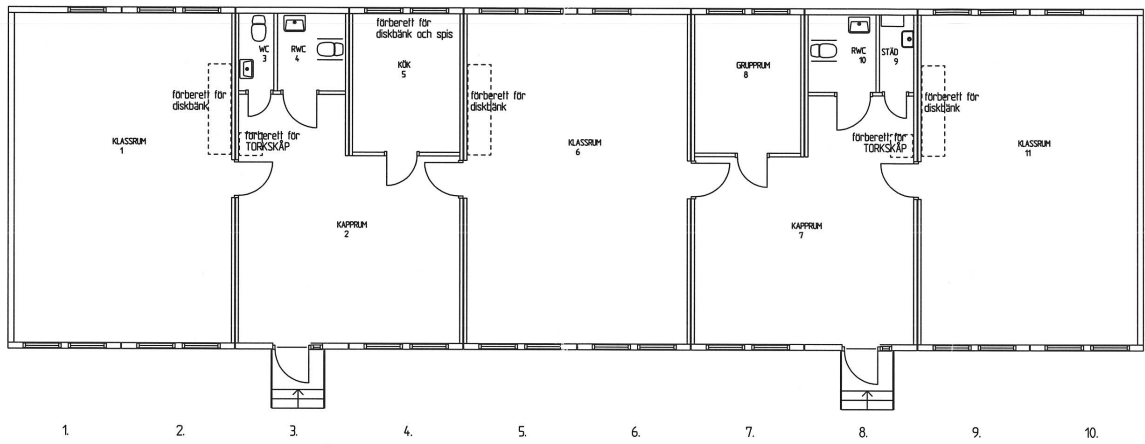 KLASSRUM
1
förberett för
diskbänk
WC
3
RWC
4
förberett för
TORKSKÅP
KAPPRUM
2
förberett för
diskbänk och spis
KÖK
5
förberett för
diskbänk
KLASSRUM
6
GRUPPRUM
8
KAPPRUM
7
RWC
10
STÄD
9
förberett för
TORKSKÅP
förberett för
diskbänk
KLASSRUM
11
1.
2.
3.
4.
5.
6.
7.
8.
9.
10.